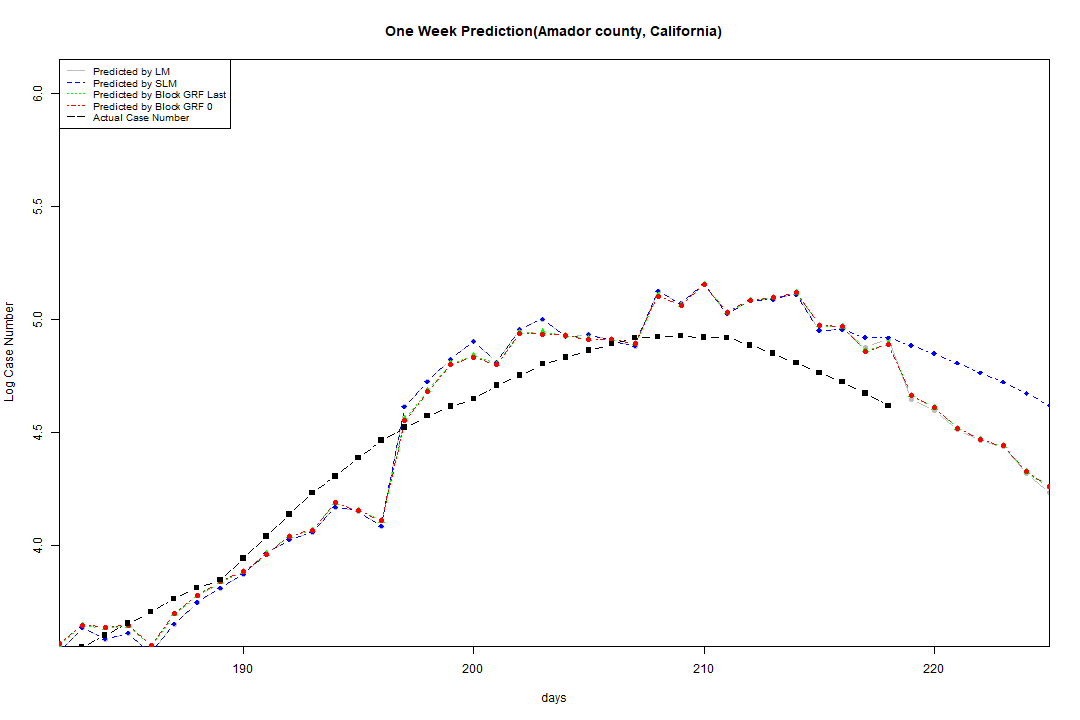 One Week Prediction(Amador county, California)
Predicted by LM
Predicted by SLM
Predicted by Block GRF Last
Predicted by Block GRF 0
Actual Case Number
Log Case Number
6.0
5.5
5.0
4.5
4.0
190 200 210 220
days